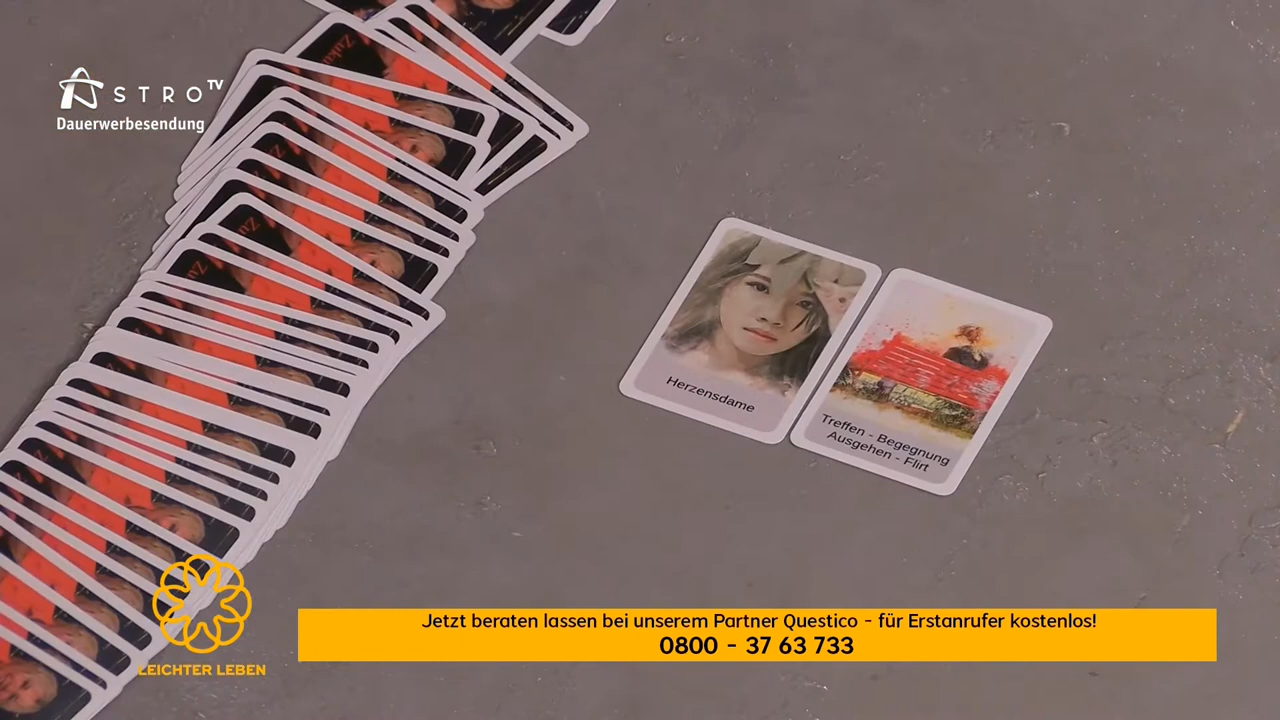 ASTRO TV
Dauerwerbesendung
Herzensdame
Treffen - Begegnung
Ausgehen - Flirt
LEICHTER LEBEN
Jetzt beraten lassen bei unserem Partner Questico - für Erstanrufer kostenlos!
0800 - 37 63 733